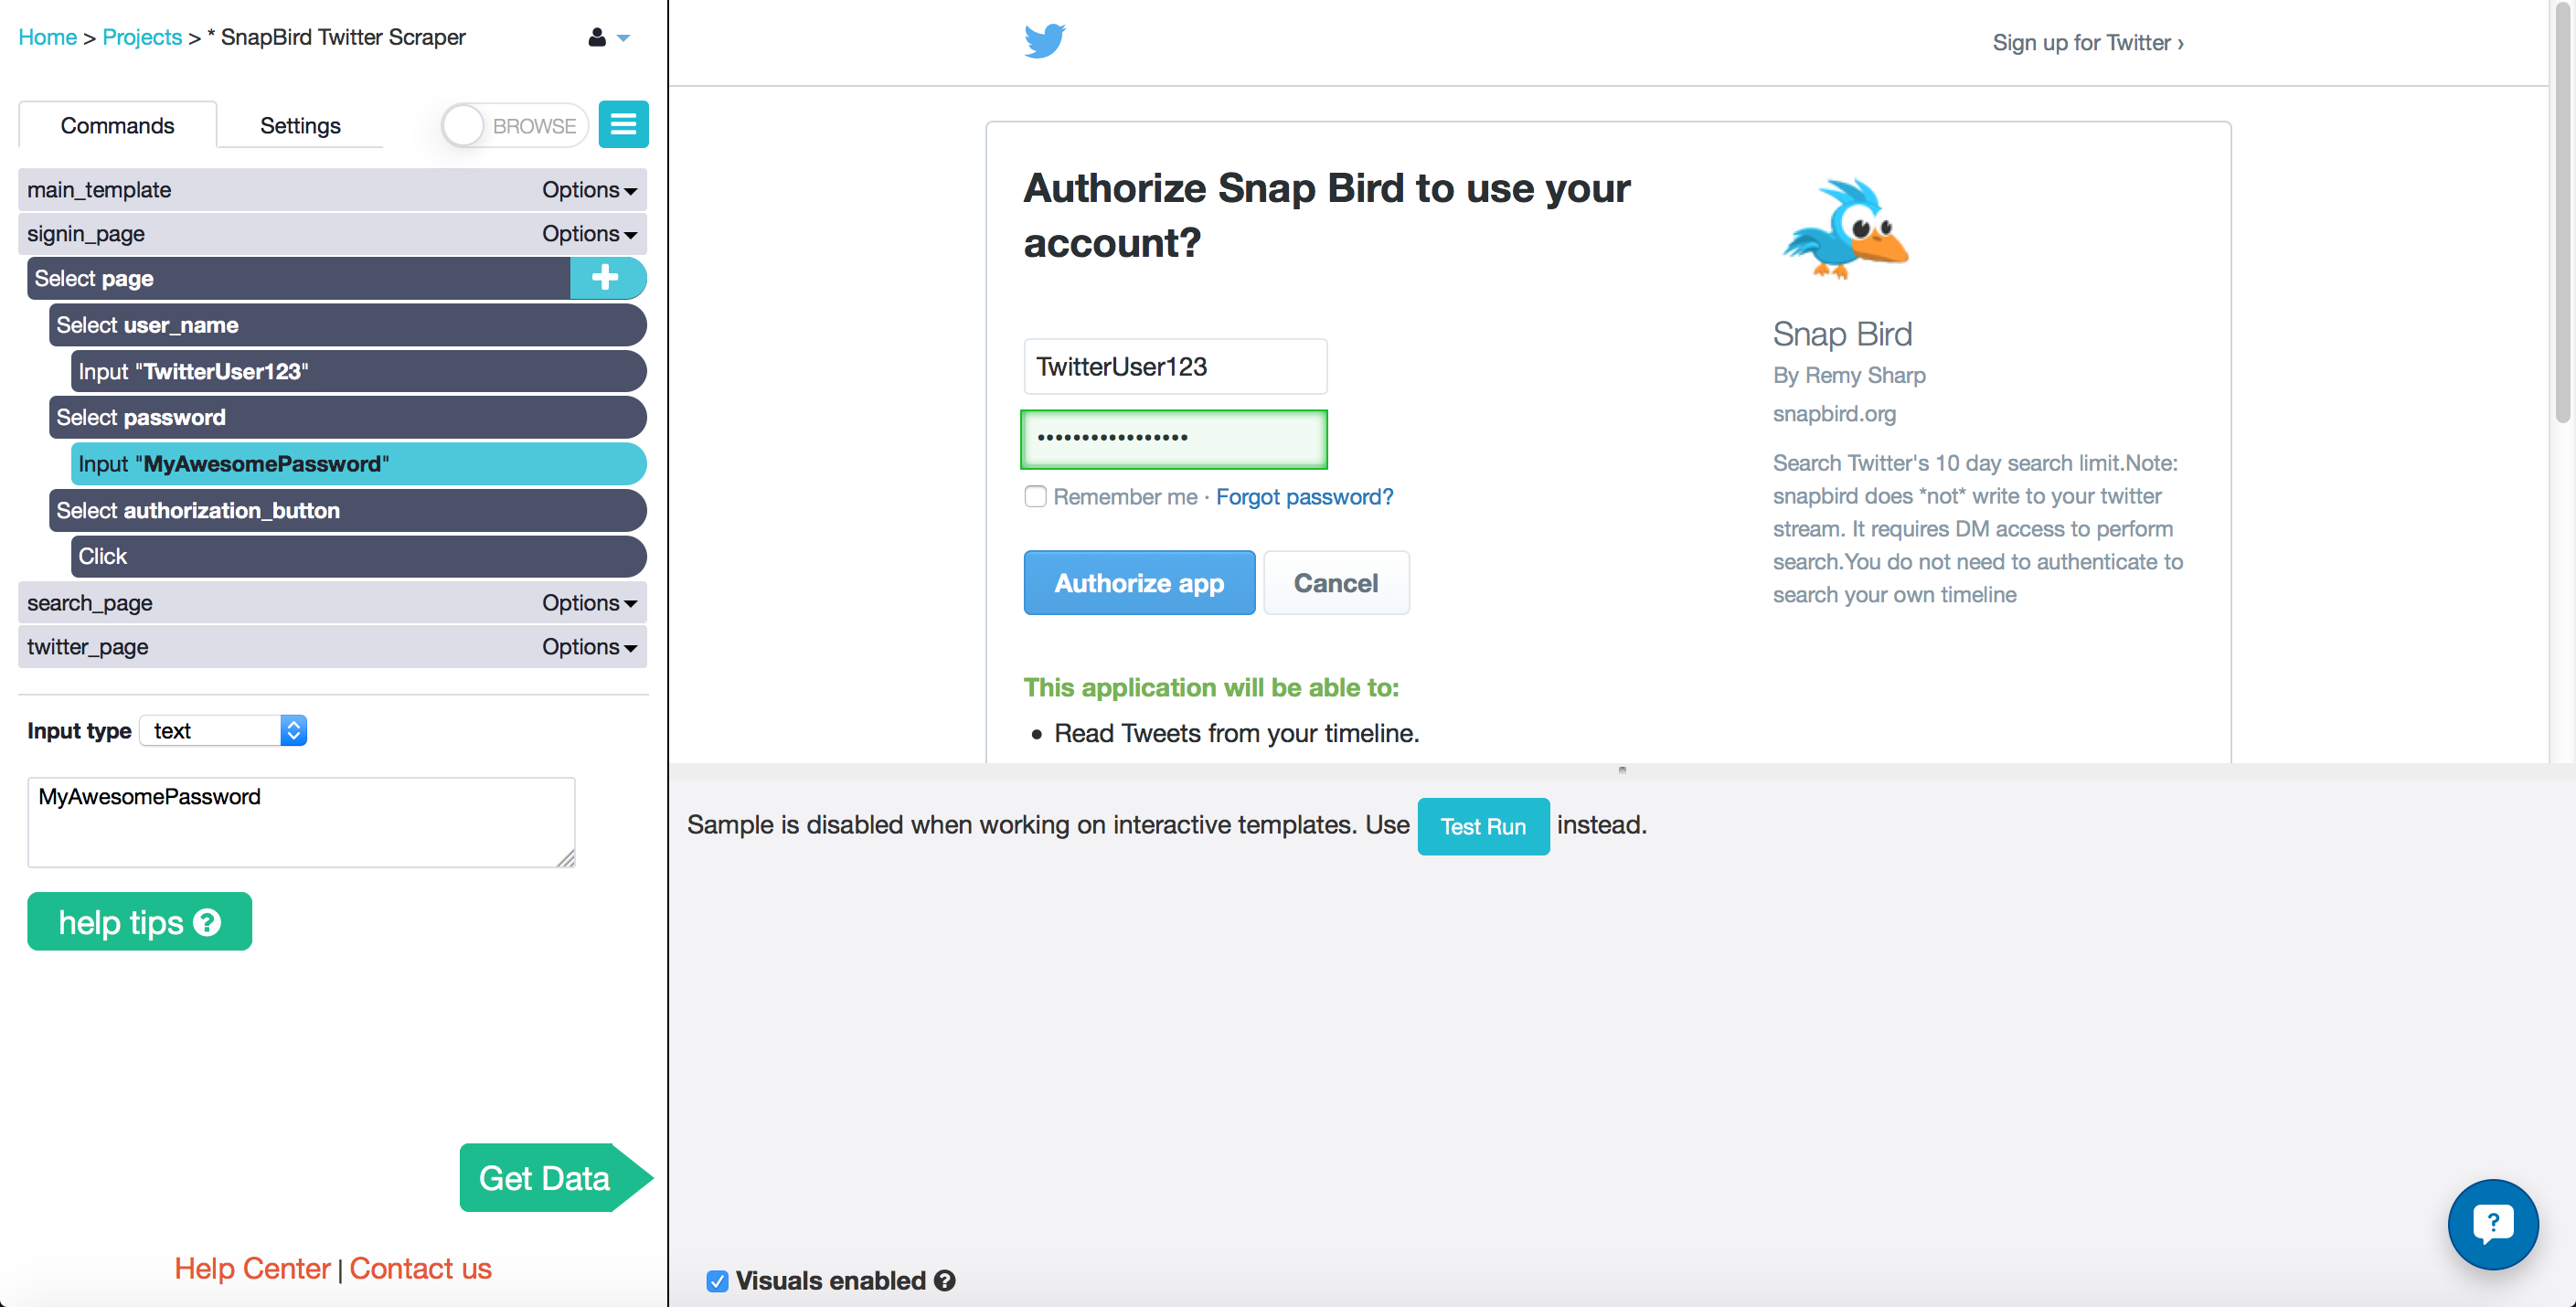 Home > Projects > * SnapBird Twitter Scraper
Commands
Settings
BROWSE
main_template Options
signin_page Options
Select page
Select user_name
Input "TwitterUser123"
Select password
Input "MyAwesomePassword"
Select authorization_button
Click
search_page Options
twitter_page Options
Input type text
MyAwesomePassword
help tips ?
Get Data
Help Center | Contact us
Sign up for Twitter ›
Authorize Snap Bird to use your
account?
TwitterUser123
•••••••••••••••••
Remember me · Forgot password?
Authorize app
Cancel
This application will be able to:
• Read Tweets from your timeline.
Snap Bird
By Remy Sharp
snapbird.org
Search Twitter's 10 day search limit.Note:
snapbird does *not* write to your twitter
stream. It requires DM access to perform
search.You do not need to authenticate to
search your own timeline
Sample is disabled when working on interactive templates. Use Test Run instead.
Visuals enabled ?
?